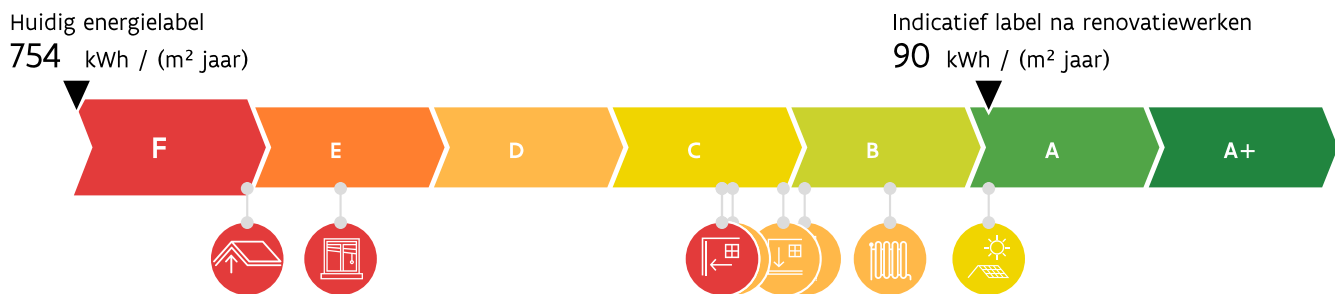 Huidig energielabel
754 kWh / (m² jaar)
Indicatief label na renovatiewerken
90 kWh / (m² jaar)
F E D C B A A+